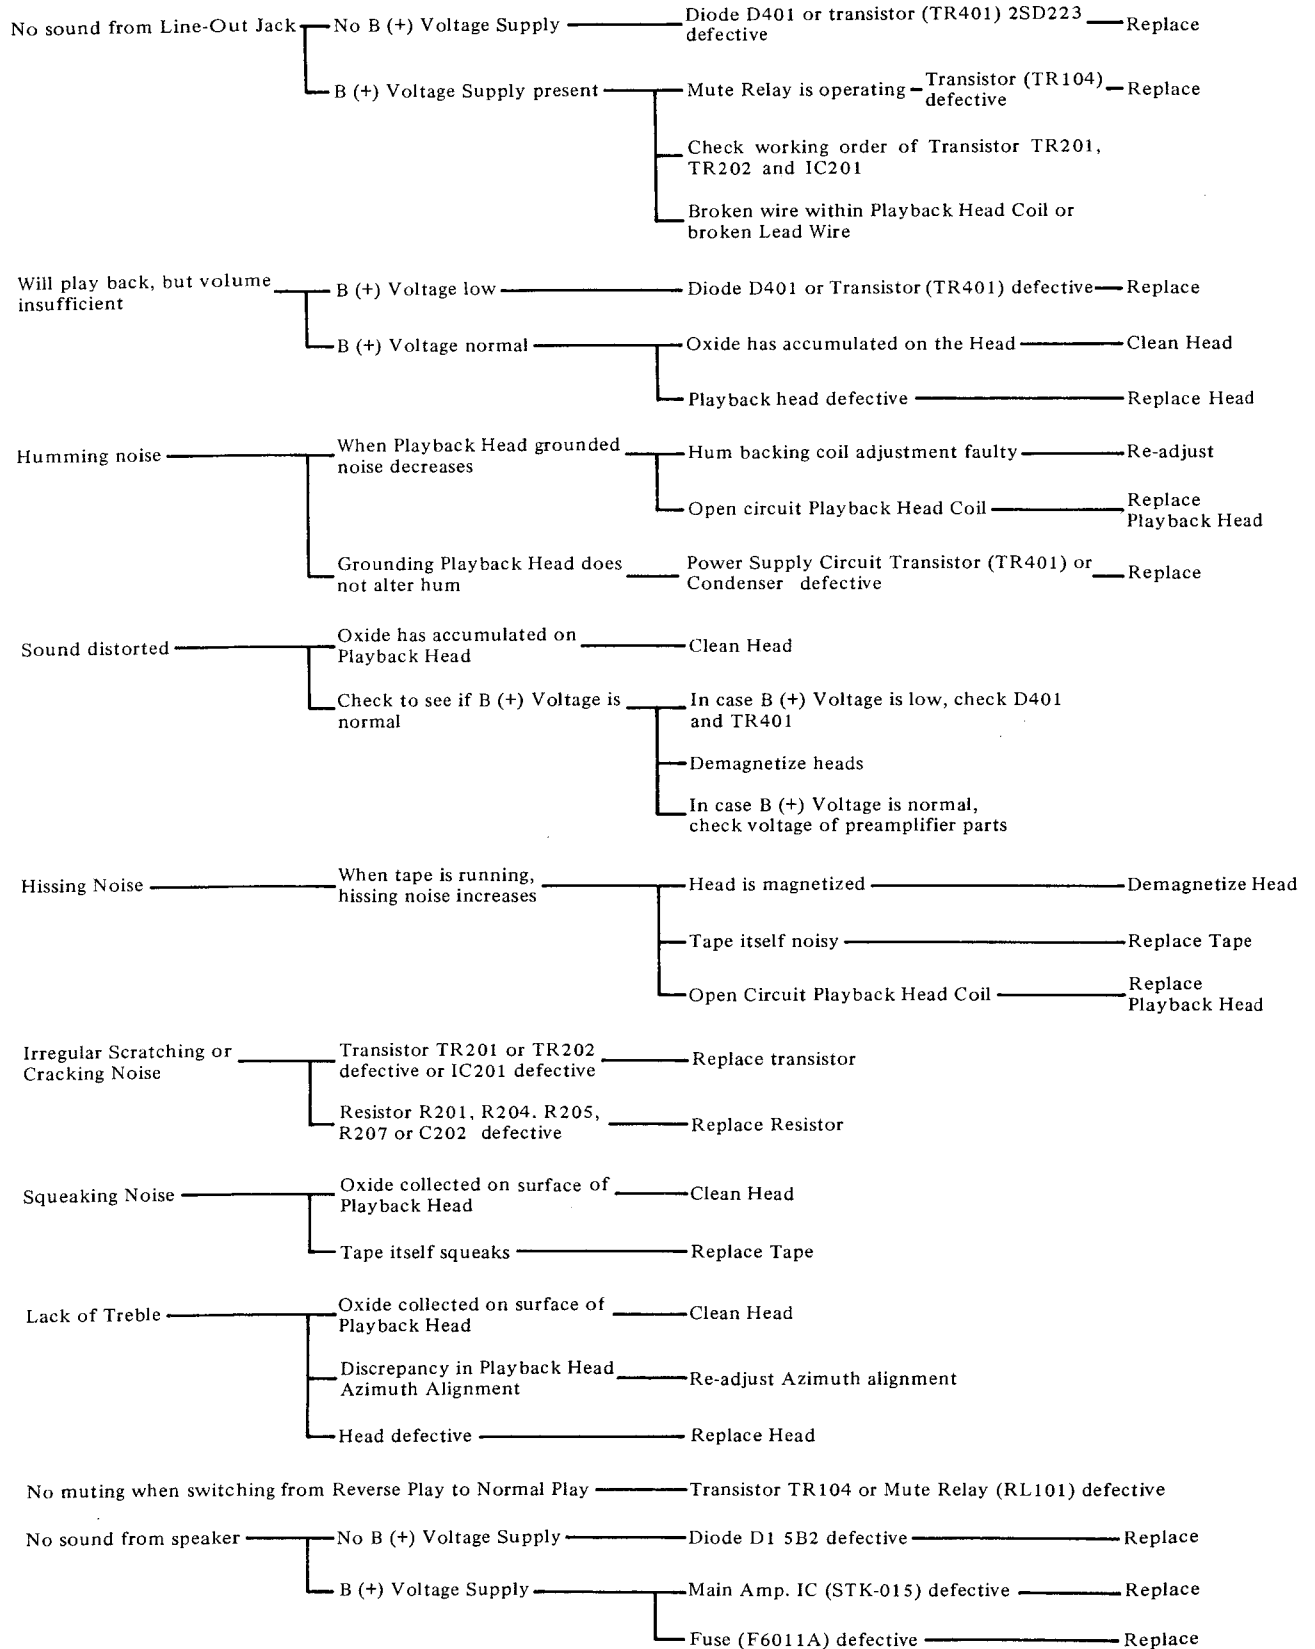 No sound from Line-Out Jack
No B (+) Voltage Supply
Diode D401 or transistor (TR401) 2SD223
defective
Replace
B (+) Voltage Supply present
Mute Relay is operating
Transistor (TR104)
defective
Replace
Check working order of Transistor TR201,
TR202 and IC201
Broken wire within Playback Head Coil or
broken Lead Wire
Will play back, but volume
insufficient
B (+) Voltage low
Diode D401 or Transistor (TR401) defective
Replace
B (+) Voltage normal
Oxide has accumulated on the Head
Clean Head
Playback head defective
Replace Head
Humming noise
When Playback Head grounded
noise decreases
Hum backing coil adjustment faulty
Re-adjust
Open circuit Playback Head Coil
Replace
Playback Head
Grounding Playback Head does
not alter hum
Power Supply Circuit Transistor (TR401) or
Condenser defective
Replace
Sound distorted
Oxide has accumulated on
Playback Head
Clean Head
Check to see if B (+) Voltage is
normal
In case B (+) Voltage is low, check D401
and TR401
Demagnetize heads
In case B (+) Voltage is normal,
check voltage of preamplifier parts
Hissing Noise
When tape is running,
hissing noise increases
Head is magnetized
Demagnetize Head
Tape itself noisy
Replace Tape
Open Circuit Playback Head Coil
Replace
Playback Head
Irregular Scratching or
Cracking Noise
Transistor TR201 or TR202
defective or IC201 defective
Replace transistor
Resistor R201, R204. R205,
R207 or C202 defective
Replace Resistor
Squeaking Noise
Oxide collected on surface of
Playback Head
Clean Head
Tape itself squeaks
Replace Tape
Lack of Treble
Oxide collected on surface of
Playback Head
Clean Head
Discrepancy in Playback Head
Azimuth Alignment
Re-adjust Azimuth alignment
Head defective
Replace Head
No muting when switching from Reverse Play to Normal Play
Transistor TR104 or Mute Relay (RL101) defective
No sound from speaker
No B (+) Voltage Supply
Diode D1 5B2 defective
Replace
B (+) Voltage Supply
Main Amp. IC (STK-015) defective
Replace
Fuse (F6011A) defective
Replace